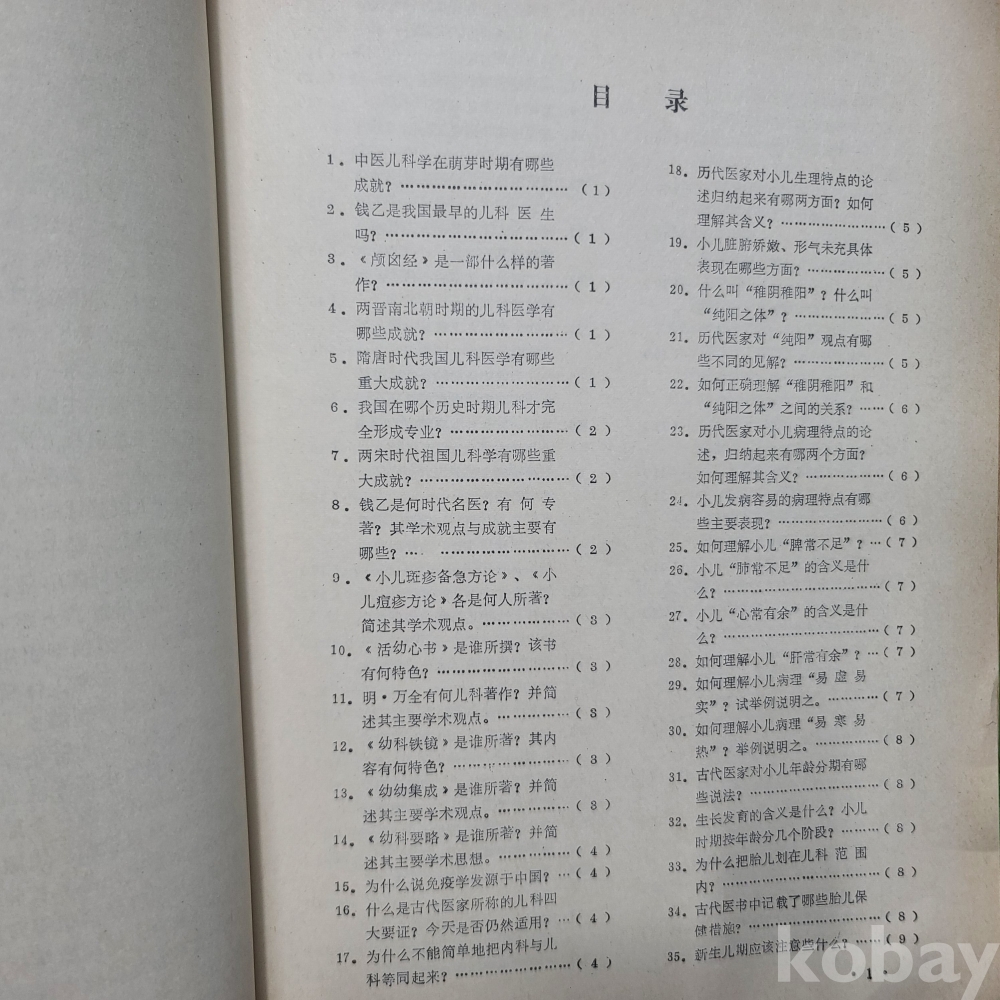 目 录
1．中医儿科学在萌芽时期有哪些
成就？……………………………（1）
2．钱乙是我国最早的儿科 医 生
吗？………………………………（1）
3．《颅囟经》是一部什么样的著
作？………………………………（1）
4．两晋南北朝时期的儿科医学有
哪些成就？………………………（1）
5．隋唐时代我国儿科医学有哪些
重大成就？………………………（1）
6．我国在哪个历史时期儿科才完
全形成专业？……………………（2）
7．两宋时代祖国儿科学有哪些重
大成就？…………………………（2）
8．钱乙是何时代名医？有 何 专
著？其学术观点与成就主要有
哪些？… …………………（2）
9．《小儿斑疹备急方论》、《小
儿痘疹方论》各是何人所著？
简述其学术观点。………………（3）
10．《活幼心书》是谁所撰？该书
有何特色？………………………（3）
11．明·万全有何儿科著作？并简
述其主要学术观点。……………（3）
12．《幼科铁镜》是谁所著？其内
容有何特色？……………………（3）
13．《幼幼集成》是谁所著？并简
述其主要学术观点。……………（3）
14．《幼科要略》是谁所著？并简
述其主要学术思想。……………（4）
15．为什么说免疫学发源于中国？…（4）
16．什么是古代医家所称的儿科四
大要证？今天是否仍然适用？…（4）
17．为什么不能简单地把内科与儿
科等同起来？……………………（4）
18．历代医家对小儿生理特点的论
述归纳起来有哪两方面？如何
理解其含义？……………………（5）
19．小儿脏腑娇嫩、形气未充具体
表现在哪些方面？………………（5）
20．什么叫“稚阴稚阳”？什么叫
“纯阳之体”？…………………（5）
21．历代医家对“纯阳”观点有哪
些不同的见解？…………………（5）
22．如何正确理解“稚阴稚阳”和
“纯阳之体”之间的关系？……（6）
23．历代医家对小儿病理特点的论
述，归纳起来有哪两个方面？
如何理解其含义？………………（6）
24．小儿发病容易的病理特点有哪
些主要表现？……………………（6）
25．如何理解小儿“脾常不足”？…（7）
26．小儿“肺常不足”的含义是什
么？………………………………（7）
27．小儿“心常有余”的含义是什
么？………………………………（7）
28．如何理解小儿“肝常有余”？…（7）
29．如何理解小儿病理“易 虚 易
实”？试举例说明之。…………（7）
30．如何理解小儿病理“易 寒 易
热”？举例说明之。……………（8）
31．古代医家对小儿年龄分期有哪
些说法？…………………………（8）
32．生长发育的含义是什么？小儿
时期按年龄分几个阶段？………（8）
33．为什么把胎儿划在儿科 范 围
内？………………………………（8）
34．古代医书中记载了哪些胎儿保
健措施？…………………………（8）
35．新生儿期应该注意些什么？……（9）
· 1 ·
kobay